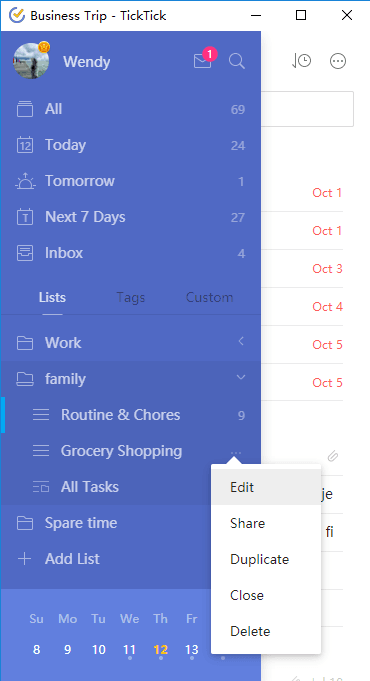 Business Trip - TickTick
Wendy
1
All 69
12 Today 24
Tomorrow 1
T Next 7 Days 27
Inbox 4
Lists Tags Custom
Work
family
Routine & Chores 9
Grocery Shopping ...
All Tasks
Spare time
Add List
Edit
Share
Duplicate
Close
Delete
Su Mo Tu We Th Fr
8 9 10 11 12 13
Oct 1
Oct 1
Oct 3
Oct 4
Oct 5
Oct 5
je
fi